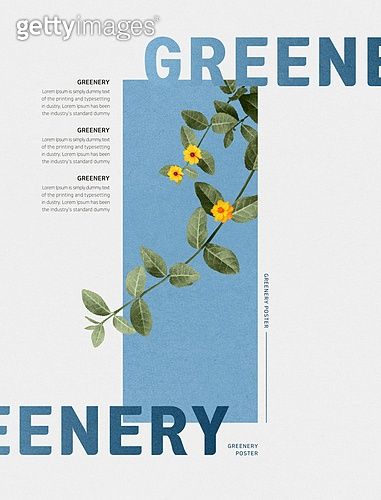 gettyimages®
GREENE
GREENERY
Lorem Ipsum is simply dummy text
of the printing and typesetting
in dustry. Lorem Ipsum has been
the industry's standard dummy
GREENERY
Lorem Ipsum is simply dummy text
of the printing and typesetting
in dustry. Lorem Ipsum has been
the industry's standard dummy
GREENERY
Lorem Ipsum is simply dummy text
of the printing and typesetting
in dustry. Lorem Ipsum has been
the industry's standard dummy
GREENERY POSTER
EENERY
GREENERY
POSTER